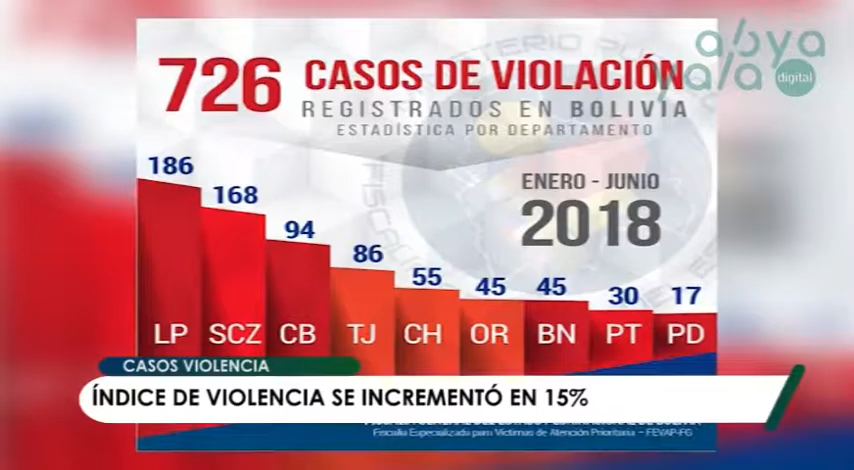 abya
yala
digital
726 CASOS DE VIOLACIÓN
REGISTRADOS EN BOLIVIA
ESTADÍSTICA POR DEPARTAMENTO
ENERO - JUNIO
2018
186
168
94
86
55
45
45
30
17
LP SCZ CB TJ CH OR BN PT PD
CASOS VIOLENCIA
ÍNDICE DE VIOLENCIA SE INCREMENTÓ EN 15%
Fiscalía Especializada para Víctimas de Atención Prioritaria - FEVAP-FG